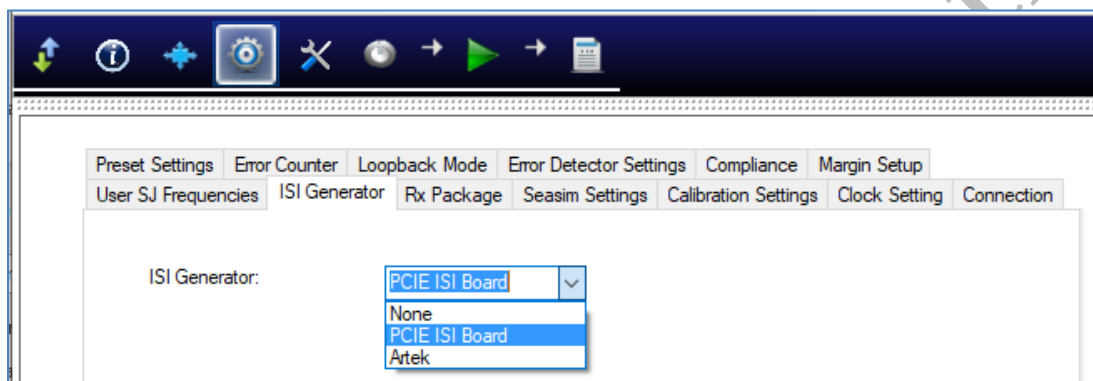 Preset Settings Error Counter Loopback Mode Error Detector Settings Compliance Margin Setup
User SJ Frequencies ISI Generator Rx Package Seasim Settings Calibration Settings Clock Setting Connection
ISI Generator: PCIE ISI Board
None
PCIE ISI Board
Artek